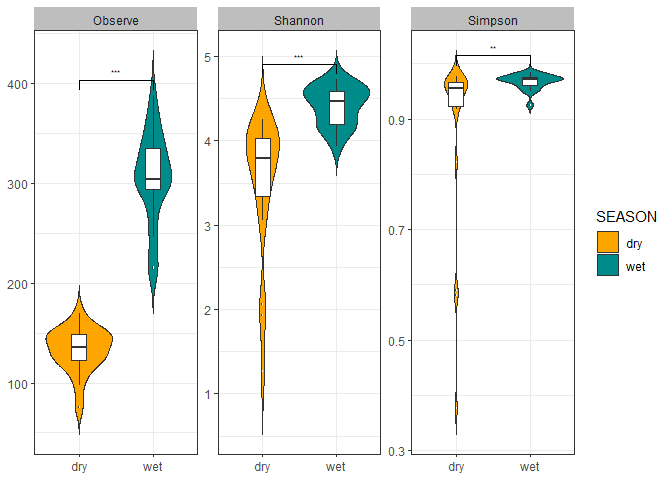 Observe
Shannon
Simpson
***
***
**
400
300
200
100
5
4
3
2
1
0.9
0.7
0.5
0.3
dry
wet
dry
wet
dry
wet
SEASON
dry
wet